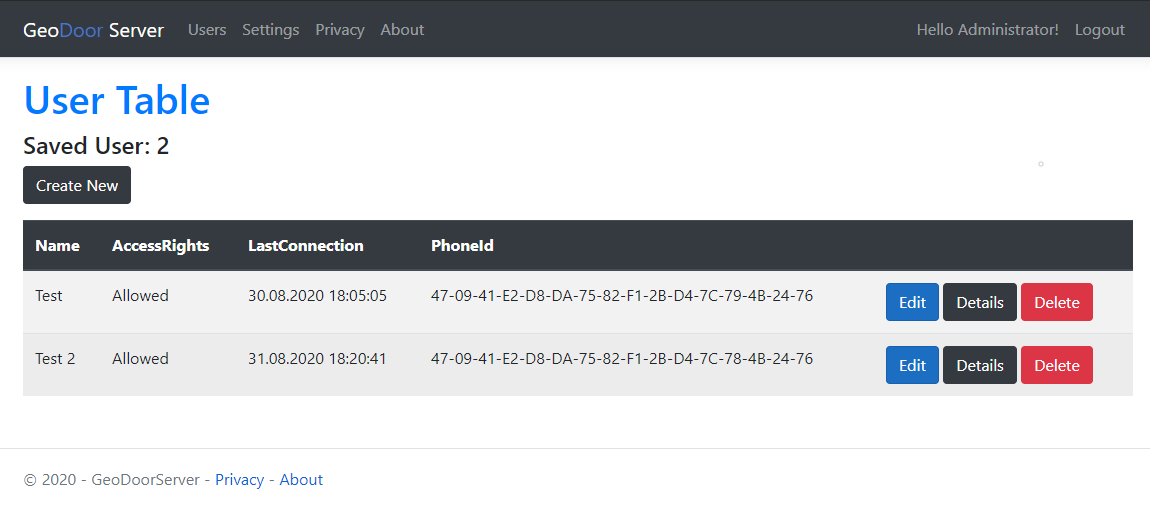 GeoDoor Server Users Settings Privacy About Hello Administrator! Logout
User Table
Saved User: 2
Create New
Name AccessRights LastConnection PhoneId
Test Allowed 30.08.2020 18:05:05 47-09-41-E2-D8-DA-75-82-F1-2B-D4-7C-79-4B-24-76 Edit Details Delete
Test 2 Allowed 31.08.2020 18:20:41 47-09-41-E2-D8-DA-75-82-F1-2B-D4-7C-78-4B-24-76 Edit Details Delete
© 2020 - GeoDoorServer - Privacy - About